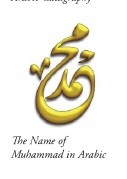 محمد
The Name of
Muhammad in Arabic